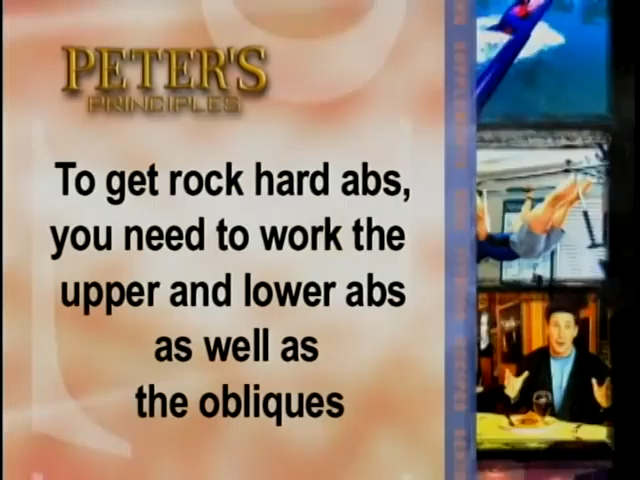 PETER'S
PRINCIPLES
To get rock hard abs,
you need to work the
upper and lower abs
as well as
the obliques